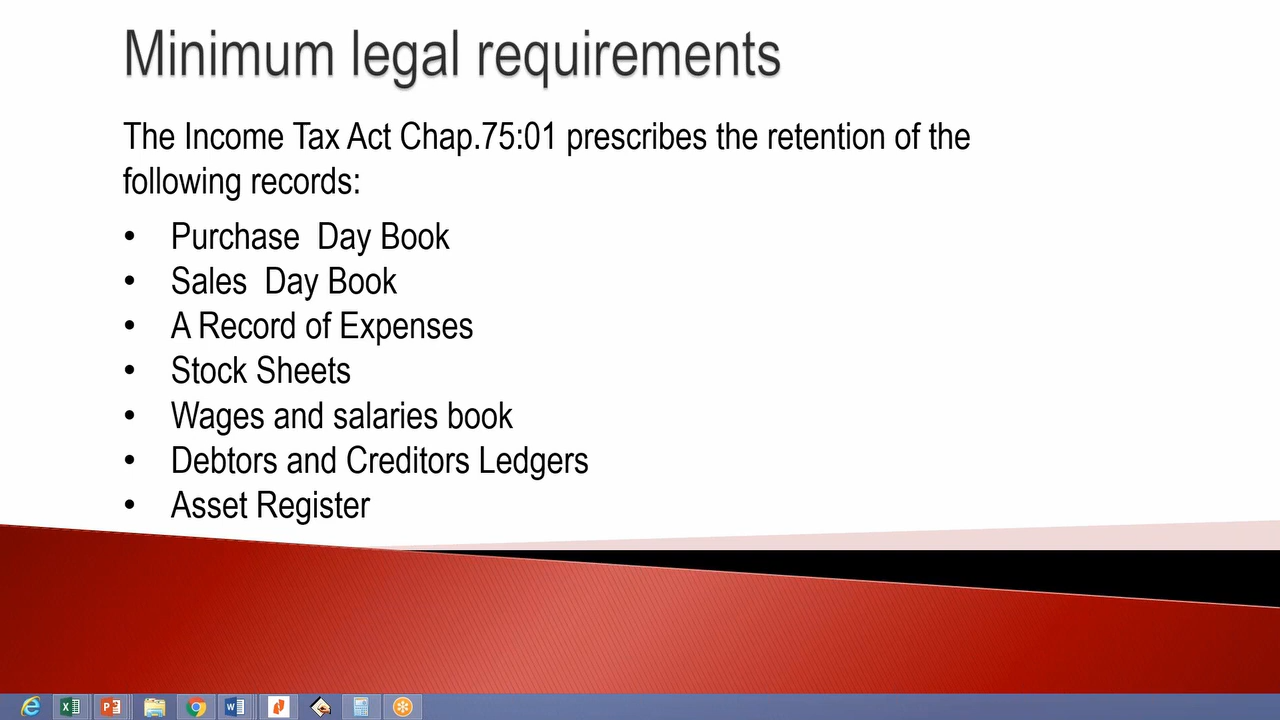 Minimum legal requirements
The Income Tax Act Chap.75:01 prescribes the retention of the
following records:
• Purchase  Day Book
• Sales  Day Book
• A Record of Expenses
• Stock Sheets
• Wages and salaries book
• Debtors and Creditors Ledgers
• Asset Register